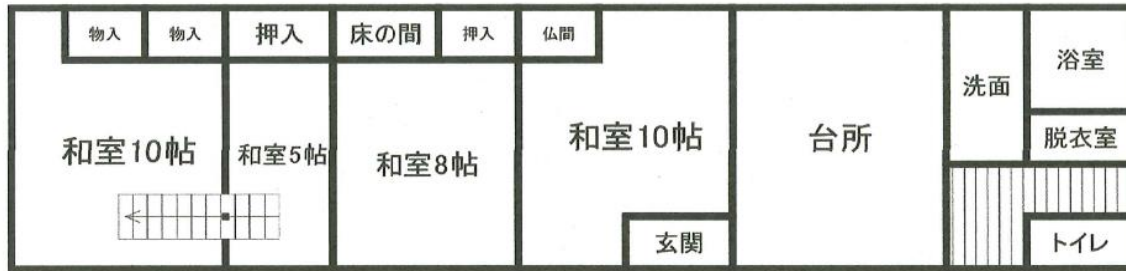 物入
物入
押入
床の間
押入
仏間
浴室
洗面
和室10帖
和室5帖
和室8帖
和室10帖
台所
脱衣室
玄関
トイレ